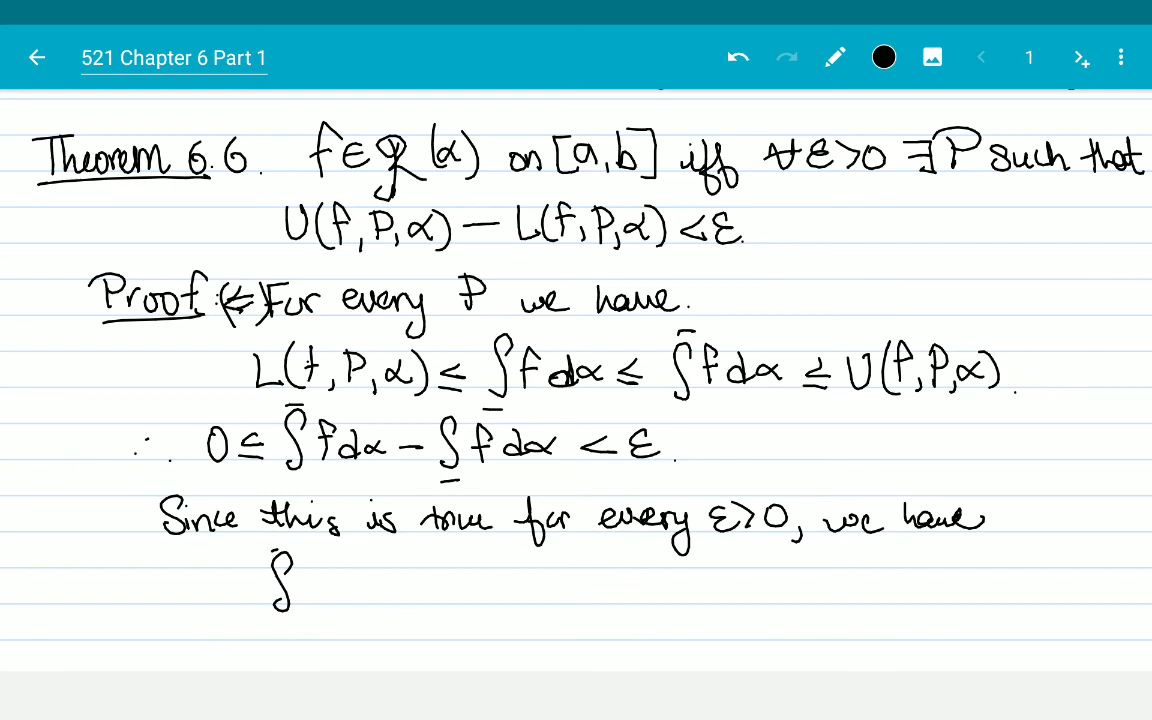 521 Chapter 6 Part 1
1
Theorem 6.6. f ∈ ℛ(α) on [a,b] iff ∀ε>0 ∃P such that
U(f,P,α) — L(f,P,α) < ε.
Proof: (⇐) For every P we have.
L(f,P,α) ≤ ∫̲ f dα ≤ ∫̅ f dα ≤ U(f,P,α).
∴ 0 ≤ ∫̅ f dα − ∫̲ f dα < ε.
Since this is true for every ε>0, we have
∫̅